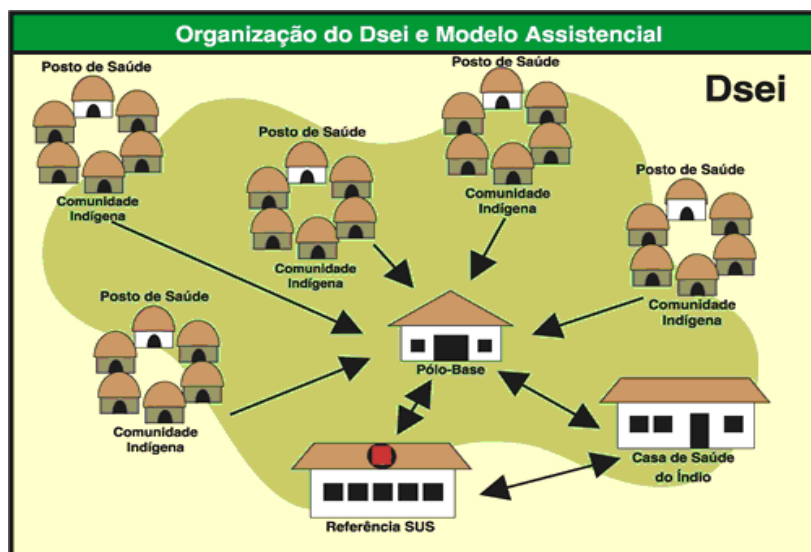 Organização do Dsei e Modelo Assistencial
Dsei
Posto de Saúde
Comunidade
Indígena
Posto de Saúde
Comunidade
Indígena
Posto de Saúde
Comunidade
Indígena
Posto de Saúde
Comunidade
Indígena
Posto de Saúde
Comunidade
Indígena
Pólo-Base
Casa de Saúde
do Índio
Referência SUS